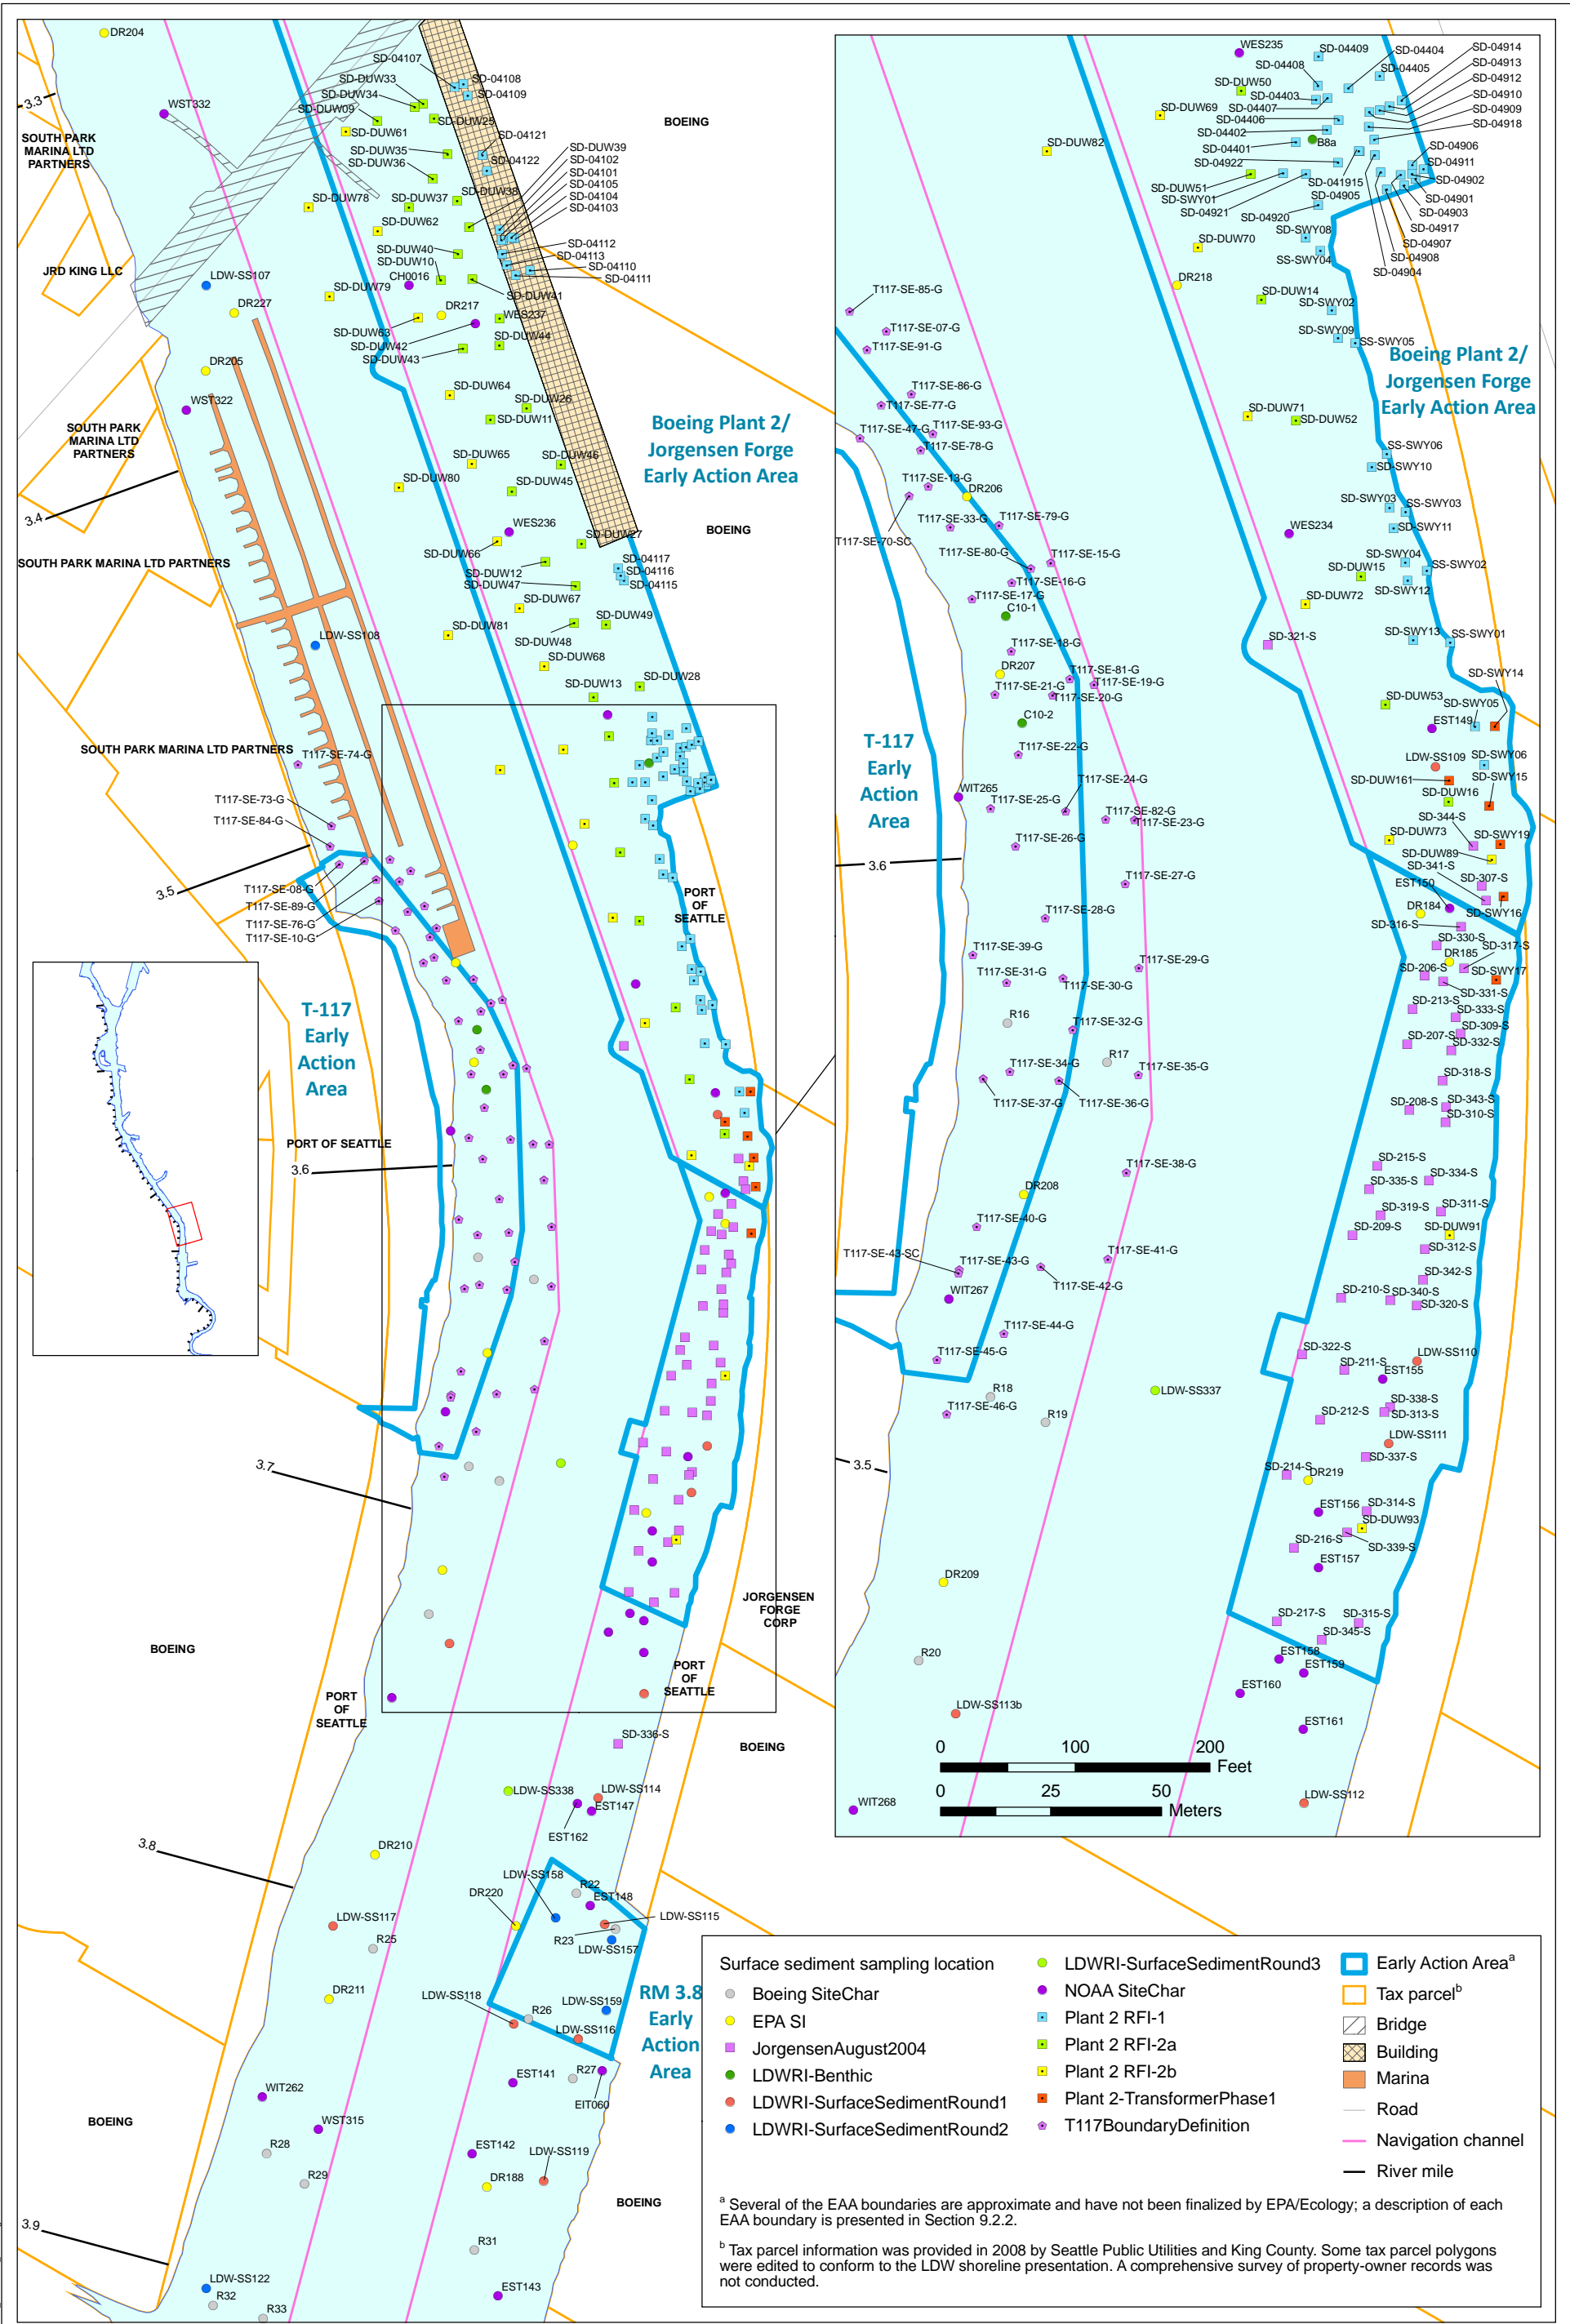 DR204
3.3
WST332
SOUTH PARK
MARINA LTD
PARTNERS
SD-04107
SD-04108
SD-04109
SD-DUW33
SD-DUW34
SD-DUW09
SD-DUW25
SD-DUW61
SD-04121
SD-04122
SD-DUW35
SD-DUW36
BOEING
SD-DUW39
SD-04102
SD-04101
SD-04105
SD-04104
SD-04103
SD-DUW38
SD-DUW37
SD-DUW78
SD-DUW62
SD-04112
SD-04113
SD-04110
SD-04111
SD-DUW40
SD-DUW10
CH0016
SD-DUW41
JRD KING LLC
LDW-SS107
DR227
SD-DUW79
DR217
WES237
SD-DUW63
SD-DUW44
SD-DUW42
SD-DUW43
DR205
WST322
SD-DUW64
SD-DUW26
SD-DUW11
SOUTH PARK
MARINA LTD
PARTNERS
Boeing Plant 2/
Jorgensen Forge
Early Action Area
SD-DUW65
SD-DUW46
SD-DUW80
SD-DUW45
3.4
WES236
BOEING
SD-DUW27
SD-DUW66
SD-04117
SD-04116
SD-04115
SOUTH PARK MARINA LTD PARTNERS
SD-DUW12
SD-DUW47
SD-DUW67
SD-DUW49
LDW-SS108
SD-DUW81
SD-DUW48
SD-DUW68
SD-DUW28
SD-DUW13
SOUTH PARK MARINA LTD PARTNERS
T117-SE-74-G
T117-SE-73-G
T117-SE-84-G
3.5
T117-SE-08-G
T117-SE-89-G
T117-SE-76-G
T117-SE-10-G
PORT
OF
SEATTLE
T-117
Early
Action
Area
PORT OF SEATTLE
3.6
3.7
BOEING
JORGENSEN
FORGE
CORP
PORT
OF
SEATTLE
PORT
OF
SEATTLE
SD-336-S
BOEING
LDW-SS338
LDW-SS114
EST147
EST162
3.8
DR210
LDW-SS158
R22
EST148
DR220
LDW-SS115
R23
LDW-SS157
LDW-SS117
R25
DR211
LDW-SS118
R26
LDW-SS159
LDW-SS116
RM 3.8
Early
Action
Area
EST141
R27
EIT060
WIT262
WST315
BOEING
R28
R29
EST142
LDW-SS119
DR188
BOEING
3.9
R31
LDW-SS122
R32
R33
EST143
WES235
SD-04409
SD-04404
SD-04914
SD-04408
SD-04405
SD-04913
SD-04912
SD-DUW50
SD-04403
SD-04910
SD-DUW69
SD-04407
SD-04909
SD-04406
SD-04918
SD-04402
SD-04401
B8a
SD-04906
SD-DUW82
SD-04922
SD-04911
SD-DUW51
SD-041915
SD-04902
SD-SWY01
SD-04905
SD-04901
SD-04921
SD-04903
SD-04920
SD-04917
SD-SWY08
SD-04907
SD-DUW70
SD-04908
SS-SWY04
SD-04904
DR218
SD-DUW14
SD-SWY02
SD-SWY09
SS-SWY05
Boeing Plant 2/
Jorgensen Forge
Early Action Area
T117-SE-85-G
T117-SE-07-G
T117-SE-91-G
T117-SE-86-G
T117-SE-77-G
T117-SE-47-G
T117-SE-93-G
T117-SE-78-G
SD-DUW71
SD-DUW52
SS-SWY06
SD-SWY10
T117-SE-13-G
DR206
T117-SE-70-SC
T117-SE-33-G
T117-SE-79-G
SD-SWY03
SS-SWY03
SD-SWY11
WES234
T117-SE-80-G
T117-SE-15-G
T117-SE-16-G
T117-SE-17-G
C10-1
SD-SWY04
SS-SWY02
SD-DUW15
SD-SWY12
SD-DUW72
SD-SWY13
SS-SWY01
SD-321-S
T117-SE-18-G
DR207
T117-SE-81-G
T117-SE-19-G
T117-SE-21-G
T117-SE-20-G
C10-2
SD-SWY14
SD-DUW53
SD-SWY05
EST149
T-117
Early
Action
Area
T117-SE-22-G
T117-SE-24-G
WIT265
T117-SE-25-G
T117-SE-82-G
T117-SE-23-G
T117-SE-26-G
LDW-SS109
SD-SWY06
SD-DUW161
SD-SWY15
SD-DUW16
SD-344-S
SD-DUW73
SD-SWY19
SD-DUW89
SD-341-S
3.6
T117-SE-27-G
T117-SE-28-G
SD-307-S
EST150
DR184
SD-SWY16
SD-316-S
T117-SE-39-G
T117-SE-31-G
T117-SE-29-G
T117-SE-30-G
SD-330-S
SD-317-S
DR185
SD-206-S
SD-SWY17
SD-331-S
SD-213-S
SD-333-S
R16
T117-SE-32-G
R17
SD-309-S
SD-207-S
SD-332-S
T117-SE-34-G
T117-SE-35-G
T117-SE-37-G
T117-SE-36-G
SD-318-S
SD-208-S
SD-343-S
SD-310-S
T117-SE-38-G
DR208
SD-215-S
SD-334-S
SD-335-S
T117-SE-40-G
SD-319-S
SD-311-S
SD-209-S
SD-DUW91
SD-312-S
T117-SE-43-SC
T117-SE-43-G
T117-SE-41-G
T117-SE-42-G
WIT267
SD-342-S
SD-210-S
SD-340-S
SD-320-S
T117-SE-44-G
T117-SE-45-G
SD-322-S
SD-211-S
LDW-SS110
EST155
R18
LDW-SS337
T117-SE-46-G
R19
SD-338-S
SD-212-S
SD-313-S
LDW-SS111
SD-337-S
3.5
SD-214-S
DR219
EST156
SD-314-S
SD-DUW93
SD-216-S
SD-339-S
EST157
DR209
SD-217-S
SD-315-S
SD-345-S
R20
EST158
EST159
EST160
LDW-SS113b
EST161
0 100 200
Feet
0 25 50
Meters
WIT268
LDW-SS112
Surface sediment sampling location
Boeing SiteChar
EPA SI
JorgensenAugust2004
LDWRI-Benthic
LDWRI-SurfaceSedimentRound1
LDWRI-SurfaceSedimentRound2
LDWRI-SurfaceSedimentRound3
NOAA SiteChar
Plant 2 RFI-1
Plant 2 RFI-2a
Plant 2 RFI-2b
Plant 2-TransformerPhase1
T117BoundaryDefinition
Early Action Area a
Tax parcel b
Bridge
Building
Marina
Road
Navigation channel
River mile
a Several of the EAA boundaries are approximate and have not been finalized by EPA/Ecology; a description of each
EAA boundary is presented in Section 9.2.2.
b Tax parcel information was provided in 2008 by Seattle Public Utilities and King County. Some tax parcel polygons
were edited to conform to the LDW shoreline presentation. A comprehensive survey of property-owner records was
not conducted.